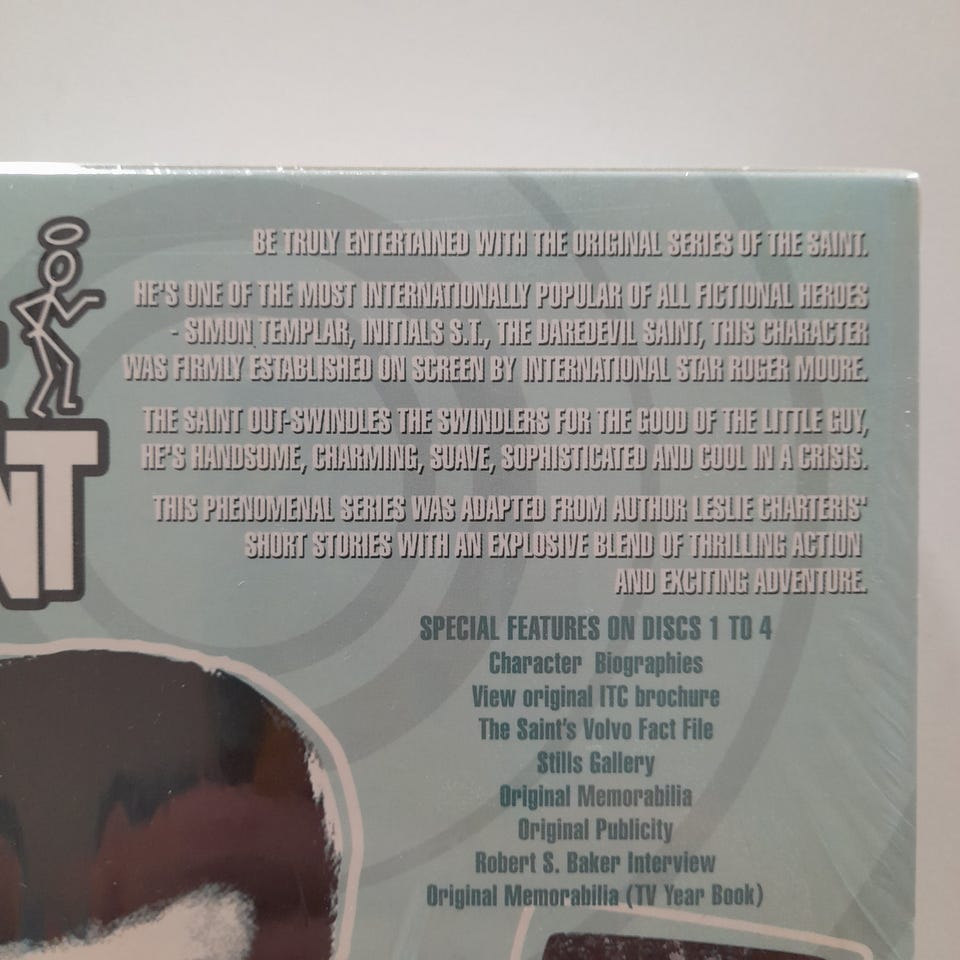 BE TRULY ENTERTAINED WITH THE ORIGINAL SERIES OF THE SAINT.
HE'S ONE OF THE MOST INTERNATIONALLY POPULAR OF ALL FICTIONAL HEROES
- SIMON TEMPLAR, INITIALS S.T., THE DAREDEVIL SAINT, THIS CHARACTER
WAS FIRMLY ESTABLISHED ON SCREEN BY INTERNATIONAL STAR ROGER MOORE.
THE SAINT OUT-SWINDLES THE SWINDLERS FOR THE GOOD OF THE LITTLE GUY,
HE'S HANDSOME, CHARMING, SUAVE, SOPHISTICATED AND COOL IN A CRISIS.
NT
THIS PHENOMENAL SERIES WAS ADAPTED FROM AUTHOR LESLIE CHARTERIS'
SHORT STORIES WITH AN EXPLOSIVE BLEND OF THRILLING ACTION
AND EXCITING ADVENTURE.
SPECIAL FEATURES ON DISCS 1 TO 4
Character Biographies
View original ITC brochure
The Saint's Volvo Fact File
Stills Gallery
Original Memorabilia
Original Publicity
Robert S. Baker Interview
Original Memorabilia (TV Year Book)